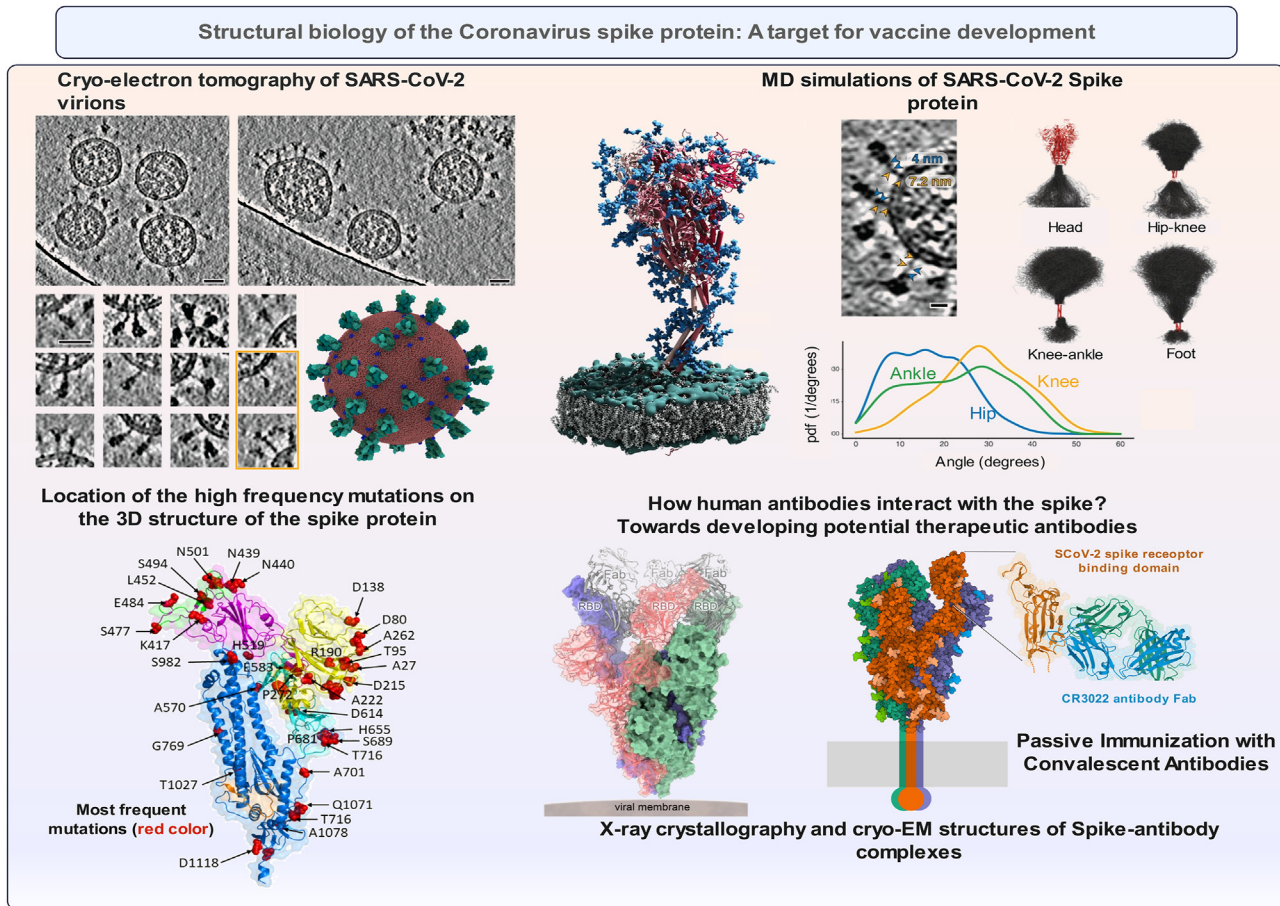 Structural biology of the Coronavirus spike protein: A target for vaccine development
Cryo-electron tomography of SARS-CoV-2
virions
MD simulations of SARS-CoV-2 Spike
protein
4 nm
7.2 nm
Head
Hip-knee
Knee-ankle
Foot
pdf (1/degrees)
Ankle
Knee
Hip
0
10
20
30
40
50
60
Angle (degrees)
Location of the high frequency mutations on
the 3D structure of the spike protein
N501
N439
S494
N440
L452
E484
S477
K417
S982
H519
E583
R190
P272
D138
D80
A262
T95
A27
D215
A222
D614
A570
H655
P681
S689
T716
G769
A701
T1027
Q1071
T716
A1078
D1118
Most frequent
mutations (red color)
How human antibodies interact with the spike?
Towards developing potential therapeutic antibodies
Fab
Fab
Fab
RBD
RBD
RBD
viral membrane
SCoV-2 spike receoptor
binding domain
CR3022 antibody Fab
Passive Immunization with
Convalescent Antibodies
X-ray crystallography and cryo-EM structures of Spike-antibody
complexes